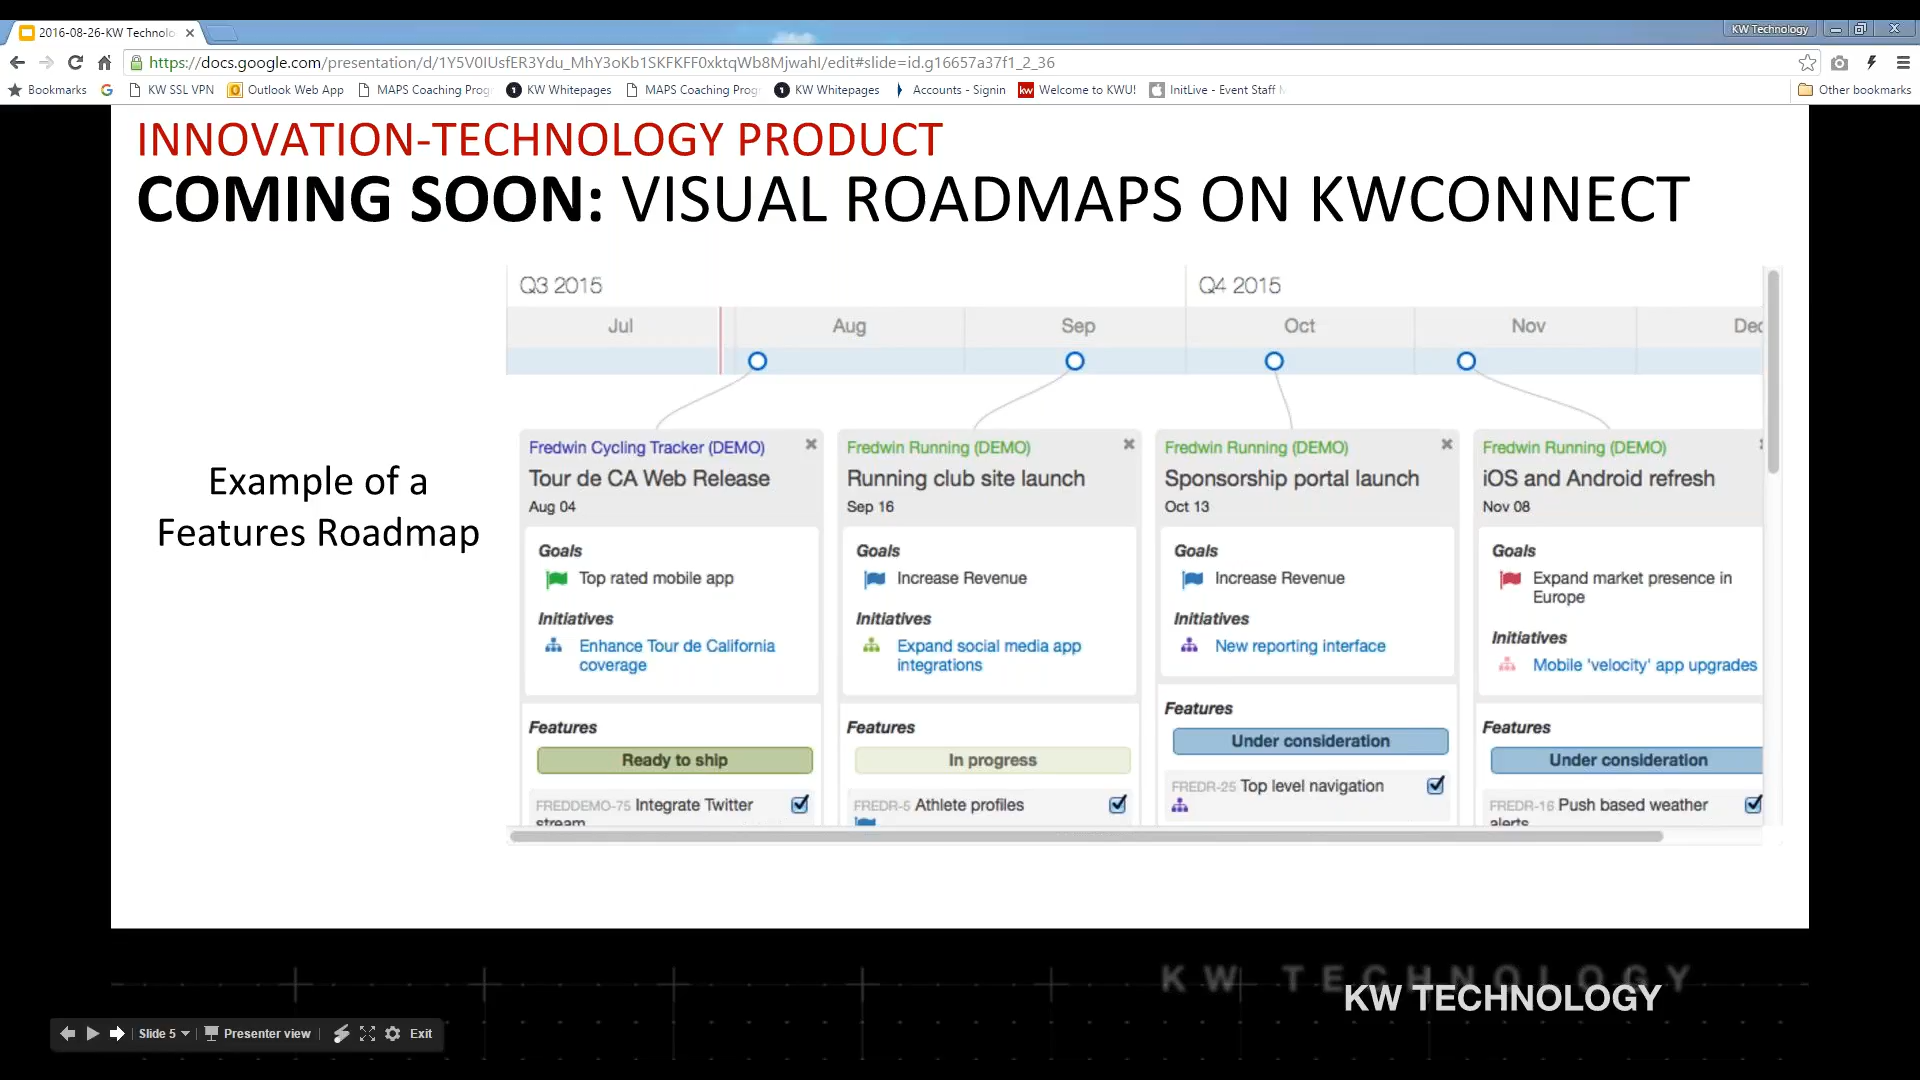 2016-08-26-KW Technolo
KW Technology
https://docs.google.com/presentation/d/1Y5V0IUsfER3Ydu_MhY3oKb1SKFKFF0xktqWb8Mjwahl/edit#slide=id.g16657a37f1_2_36
Bookmarks KW SSL VPN Outlook Web App MAPS Coaching Prog KW Whitepages MAPS Coaching Prog KW Whitepages Accounts - Signin Welcome to KWU! InitLive - Event Staff Other bookmarks
INNOVATION-TECHNOLOGY PRODUCT
COMING SOON: VISUAL ROADMAPS ON KWCONNECT
Example of a
Features Roadmap
Q3 2015 Q4 2015
Jul Aug Sep Oct Nov Dec
Fredwin Cycling Tracker (DEMO)
Tour de CA Web Release
Aug 04
Goals
Top rated mobile app
Initiatives
Enhance Tour de California
coverage
Features
Ready to ship
FREDDEMO-75 Integrate Twitter
stream
Fredwin Running (DEMO)
Running club site launch
Sep 16
Goals
Increase Revenue
Initiatives
Expand social media app
integrations
Features
In progress
FREDR-5 Athlete profiles
Fredwin Running (DEMO)
Sponsorship portal launch
Oct 13
Goals
Increase Revenue
Initiatives
New reporting interface
Features
Under consideration
FREDR-25 Top level navigation
Fredwin Running (DEMO)
iOS and Android refresh
Nov 08
Goals
Expand market presence in
Europe
Initiatives
Mobile 'velocity' app upgrades
Features
Under consideration
FREDR-16 Push based weather
alerts
KW TECHNOLOGY
KW TECHNOLOGY
Slide 5 Presenter view Exit